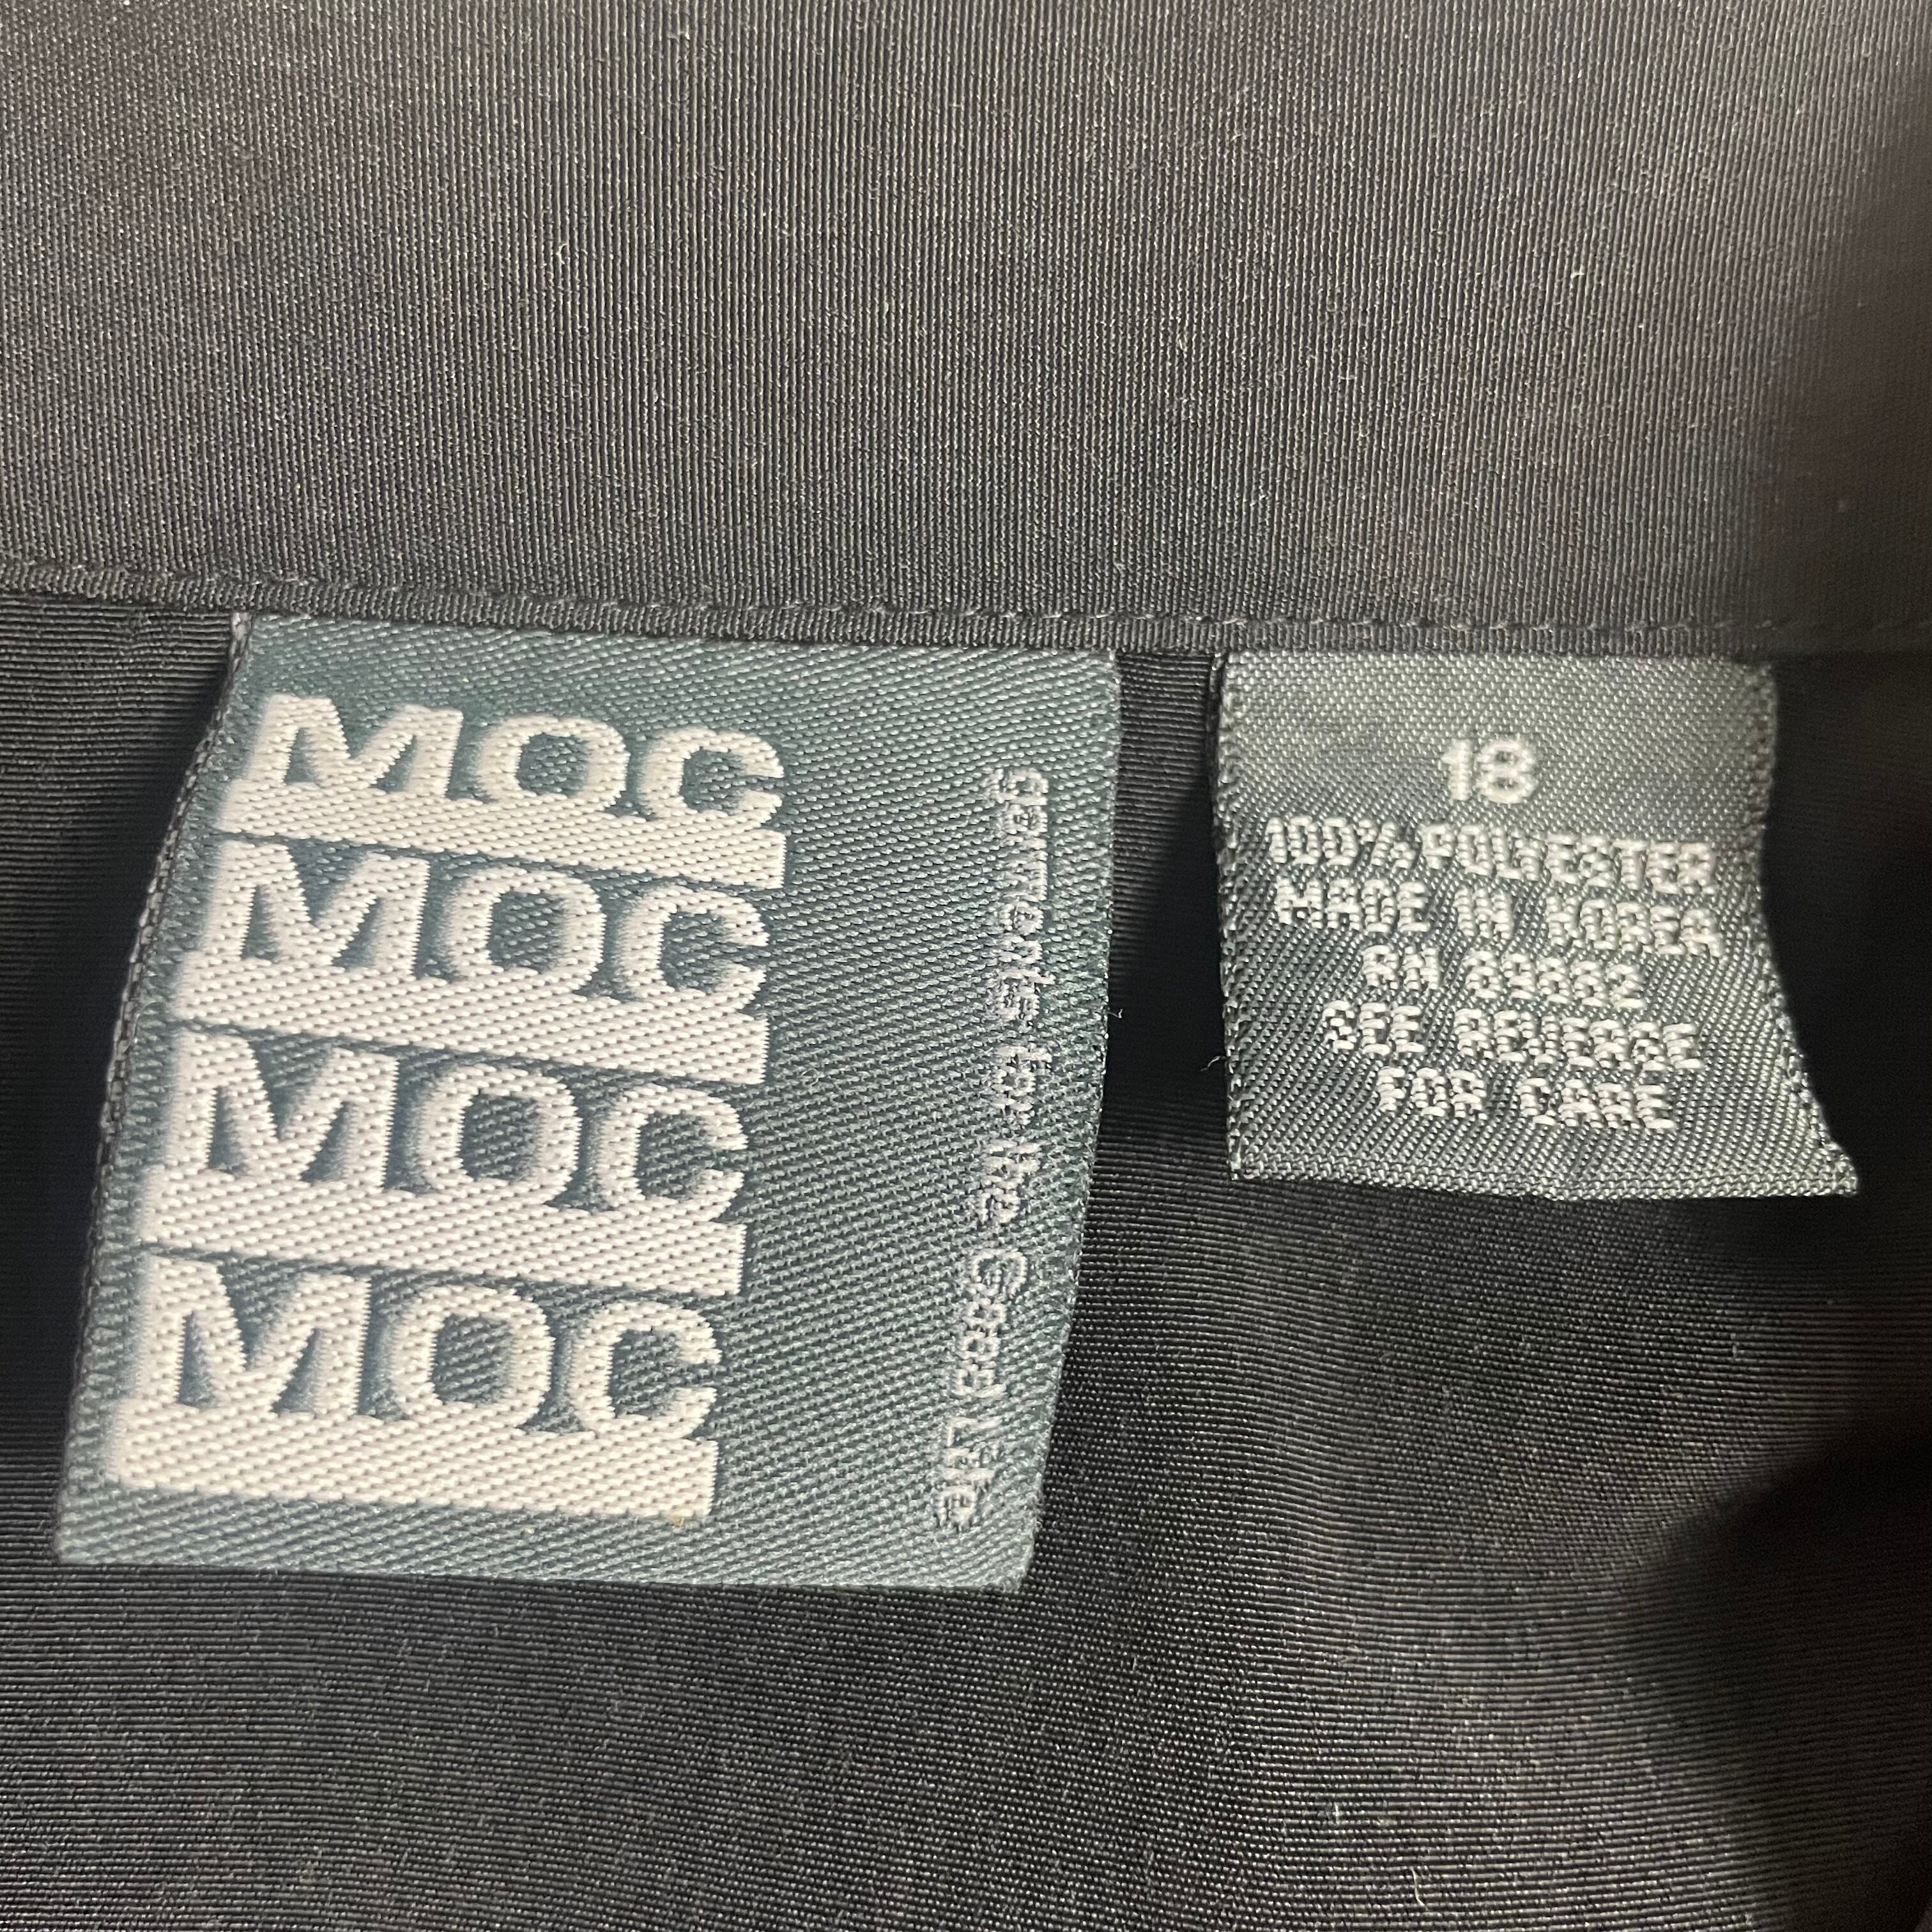 MOC
MOC
MOC
MOC
garments for the Good Life
18
100% POLYESTER
MADE IN KOREA
RN 89882
SEE REVERSE
FOR CARE